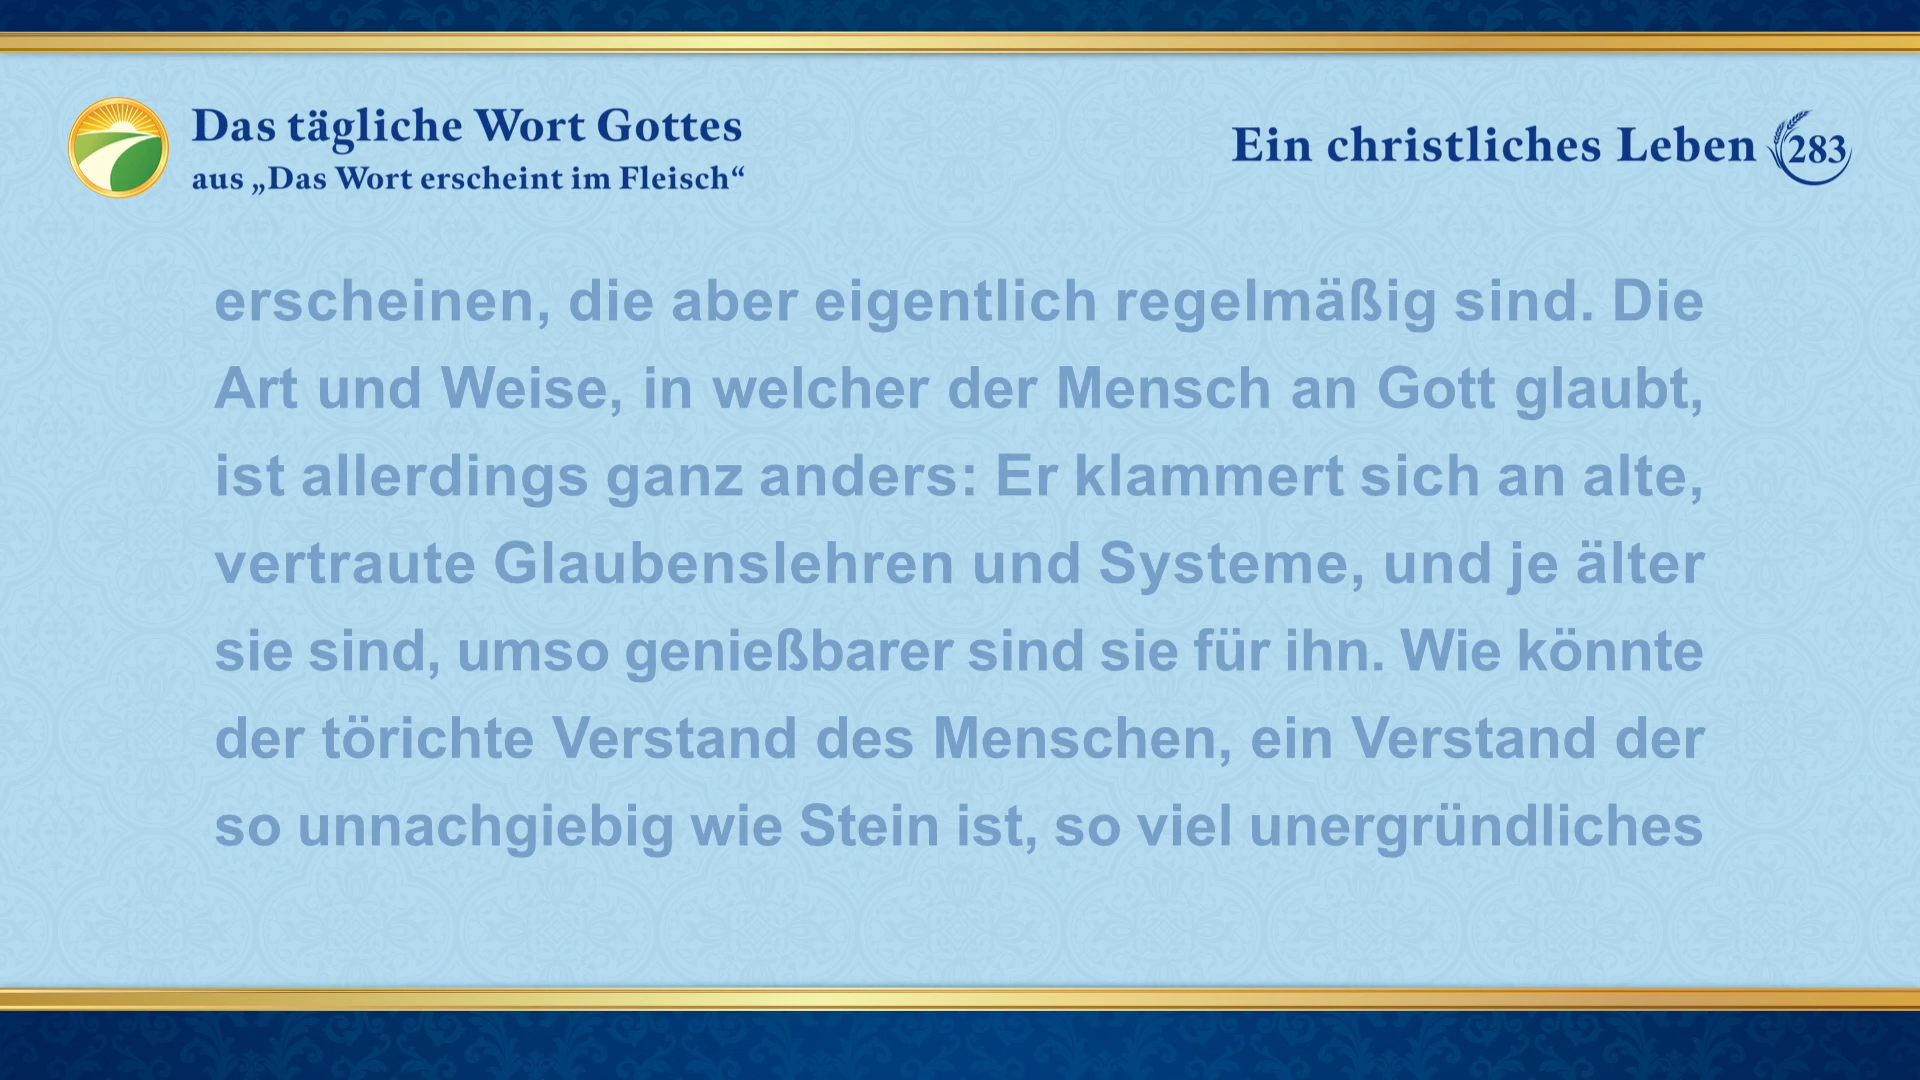 Das tägliche Wort Gottes
aus „Das Wort erscheint im Fleisch“
Ein christliches Leben 283
erscheinen, die aber eigentlich regelmäßig sind. Die
Art und Weise, in welcher der Mensch an Gott glaubt,
ist allerdings ganz anders: Er klammert sich an alte,
vertraute Glaubenslehren und Systeme, und je älter
sie sind, umso genießbarer sind sie für ihn. Wie könnte
der törichte Verstand des Menschen, ein Verstand der
so unnachgiebig wie Stein ist, so viel unergründliches